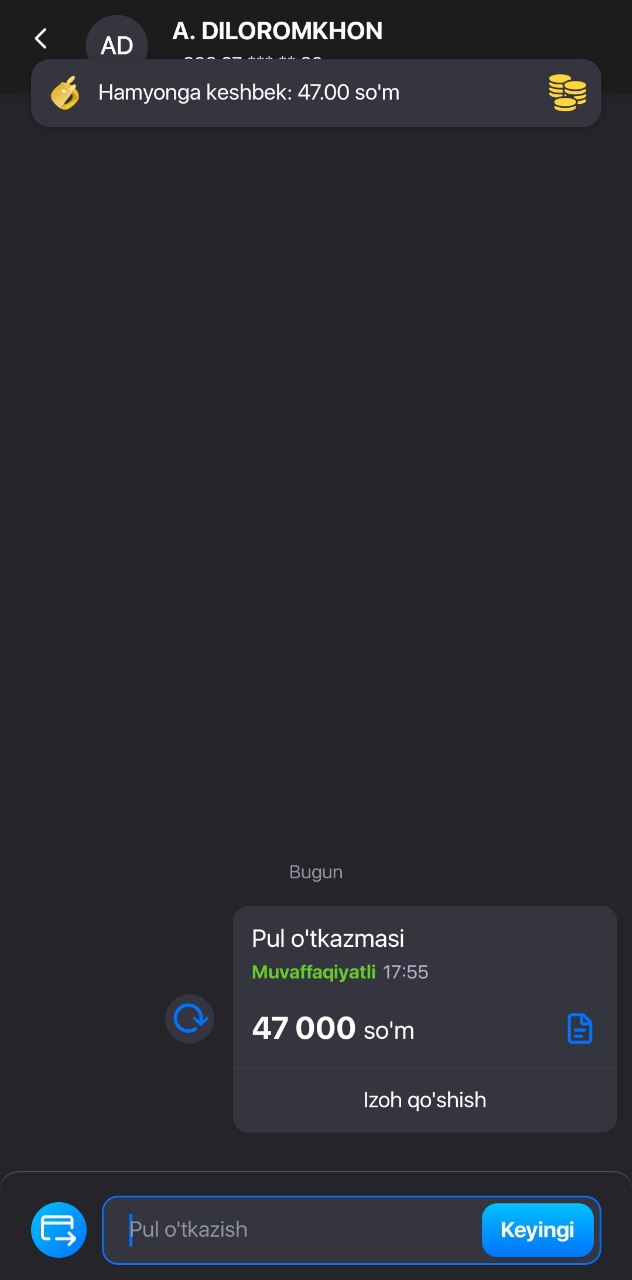 AD
A. DILOROMKHON
Hamyonga keshbek: 47.00 so'm
Bugun
Pul o'tkazmasi
Muvaffaqiyatli 17:55
47 000 so'm
Izoh qo'shish
Pul o'tkazish
Keyingi